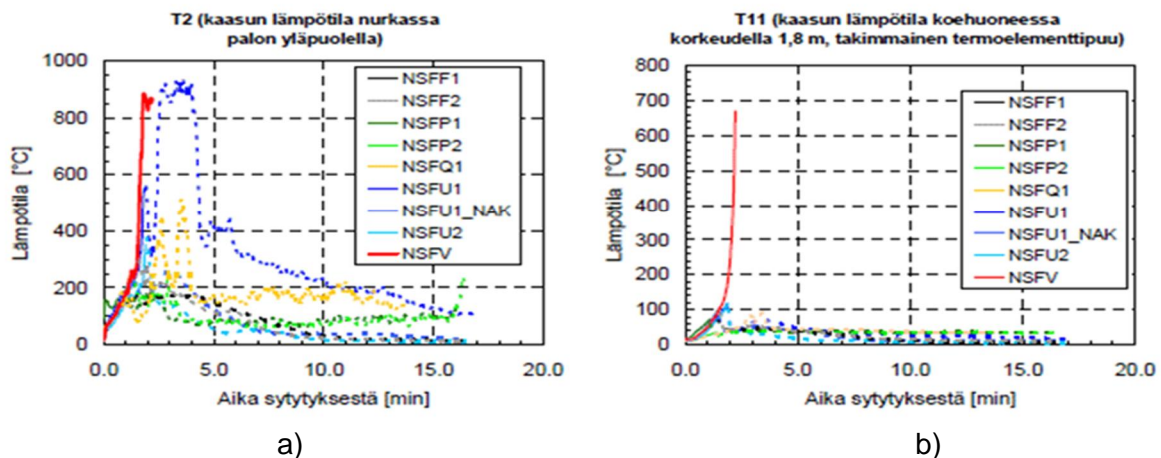 T2 (kaasun lämpötila nurkassa
palon yläpuolella)
1000
800
600
400
200
0
Lämpötila [°C]
NSFF1
NSFF2
NSFP1
NSFP2
NSFQ1
NSFU1
NSFU1_NAK
NSFU2
NSFV
0.0 5.0 10.0 15.0 20.0
Aika sytytyksestä [min]
a)
T11 (kaasun lämpötila koehuoneessa
korkeudella 1,8 m, takimmainen termoelementtipuu)
800
700
600
500
400
300
200
100
0
Lämpötila [°C]
NSFF1
NSFF2
NSFP1
NSFP2
NSFQ1
NSFU1
NSFU1_NAK
NSFU2
NSFV
0.0 5.0 10.0 15.0 20.0
Aika sytytyksestä [min]
b)